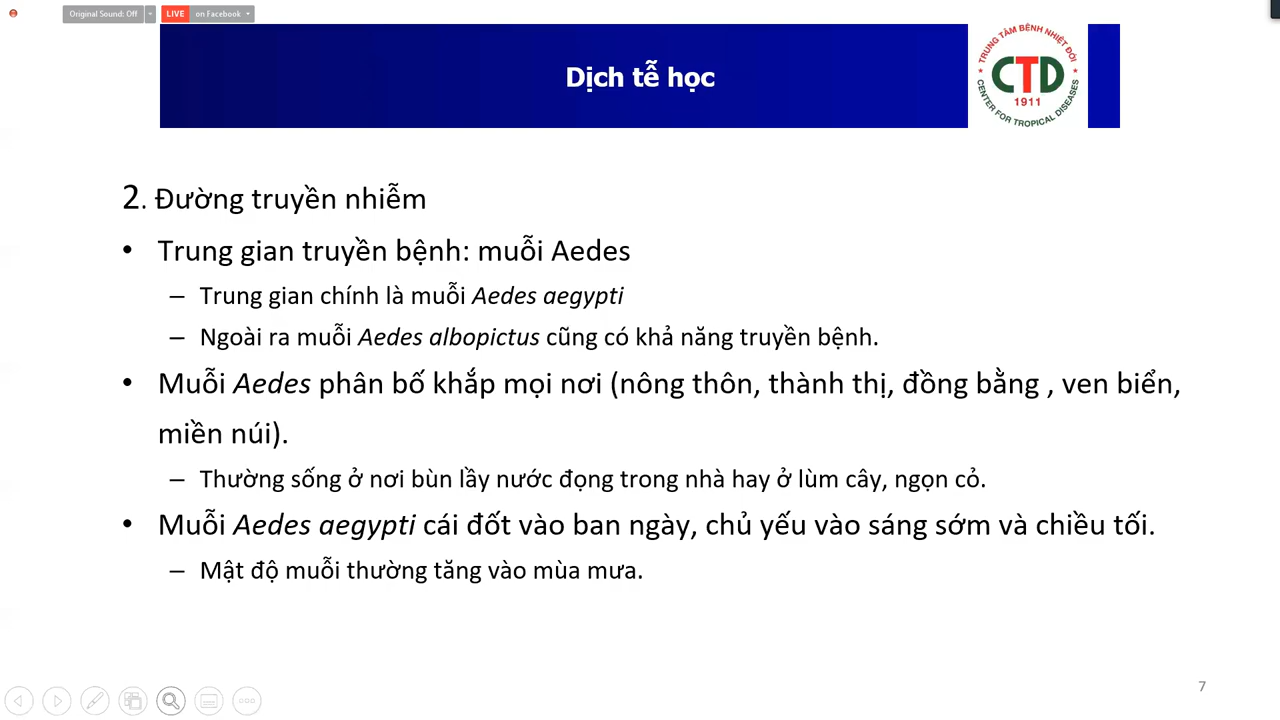 Original Sound: Off
LIVE on Facebook
Dịch tễ học
TRUNG TÂM BỆNH NHIỆT ĐỚI
CTD
1911
CENTER FOR TROPICAL DISEASES
2. Đường truyền nhiễm
• Trung gian truyền bệnh: muỗi Aedes
– Trung gian chính là muỗi Aedes aegypti
– Ngoài ra muỗi Aedes albopictus cũng có khả năng truyền bệnh.
• Muỗi Aedes phân bố khắp mọi nơi (nông thôn, thành thị, đồng bằng , ven biển,
miền núi).
– Thường sống ở nơi bùn lầy nước đọng trong nhà hay ở lùm cây, ngọn cỏ.
• Muỗi Aedes aegypti cái đốt vào ban ngày, chủ yếu vào sáng sớm và chiều tối.
– Mật độ muỗi thường tăng vào mùa mưa.
7